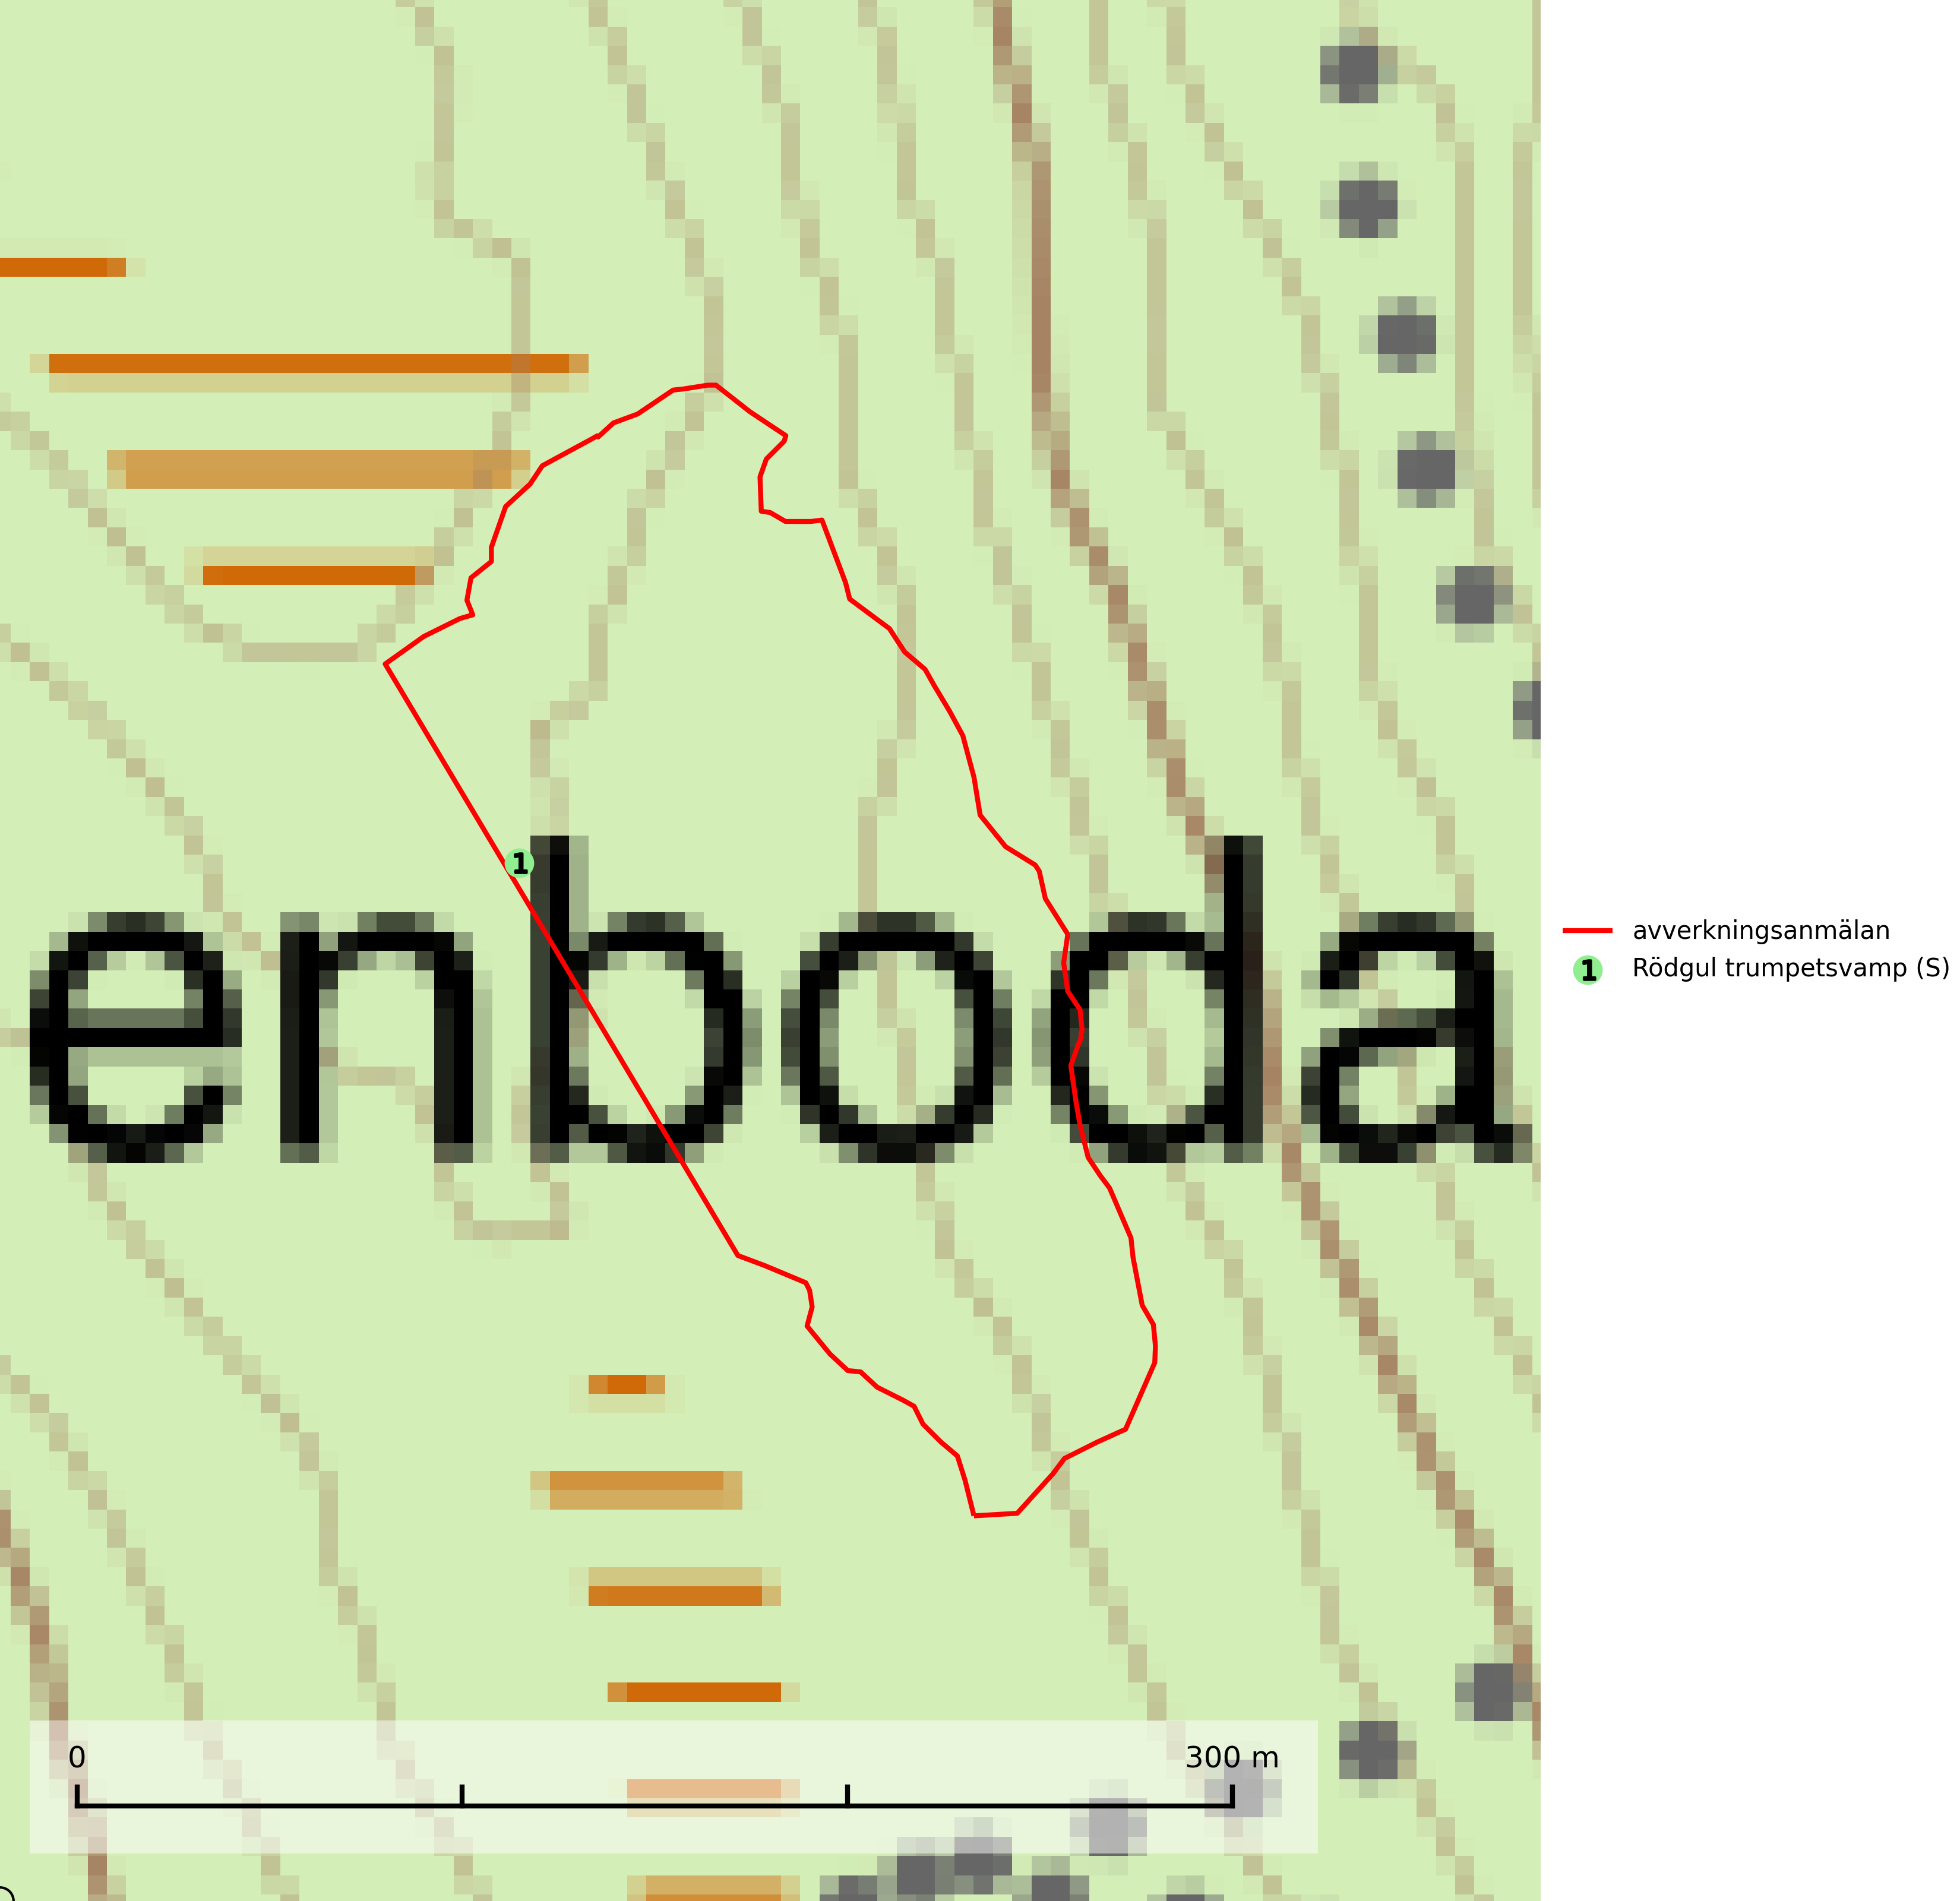 1
enboda
avverkningsanmälan
1 Rödgul trumpetsvamp (S)
0 300 m